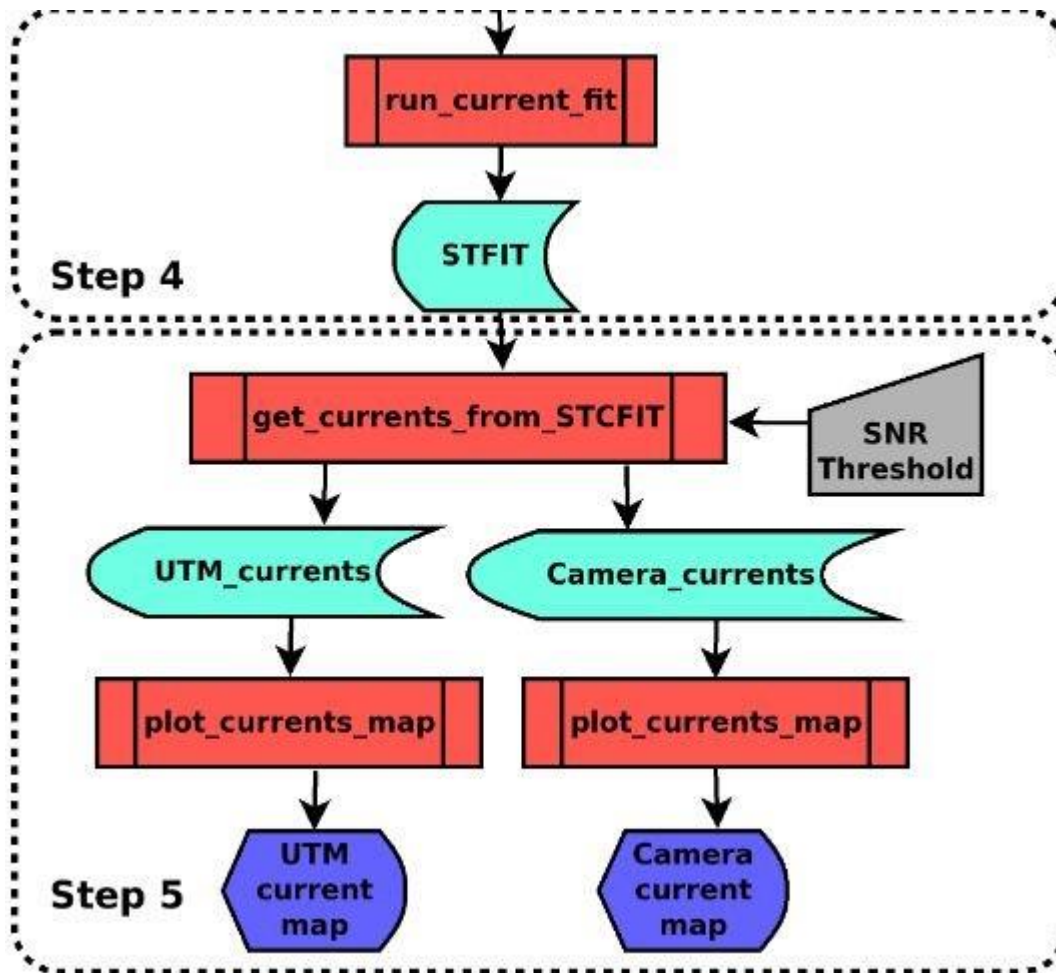 run_current_fit
STFIT
Step 4
get_currents_from_STCFIT
SNR
Threshold
UTM_currents
Camera_currents
plot_currents_map
plot_currents_map
UTM
current
map
Camera
current
map
Step 5